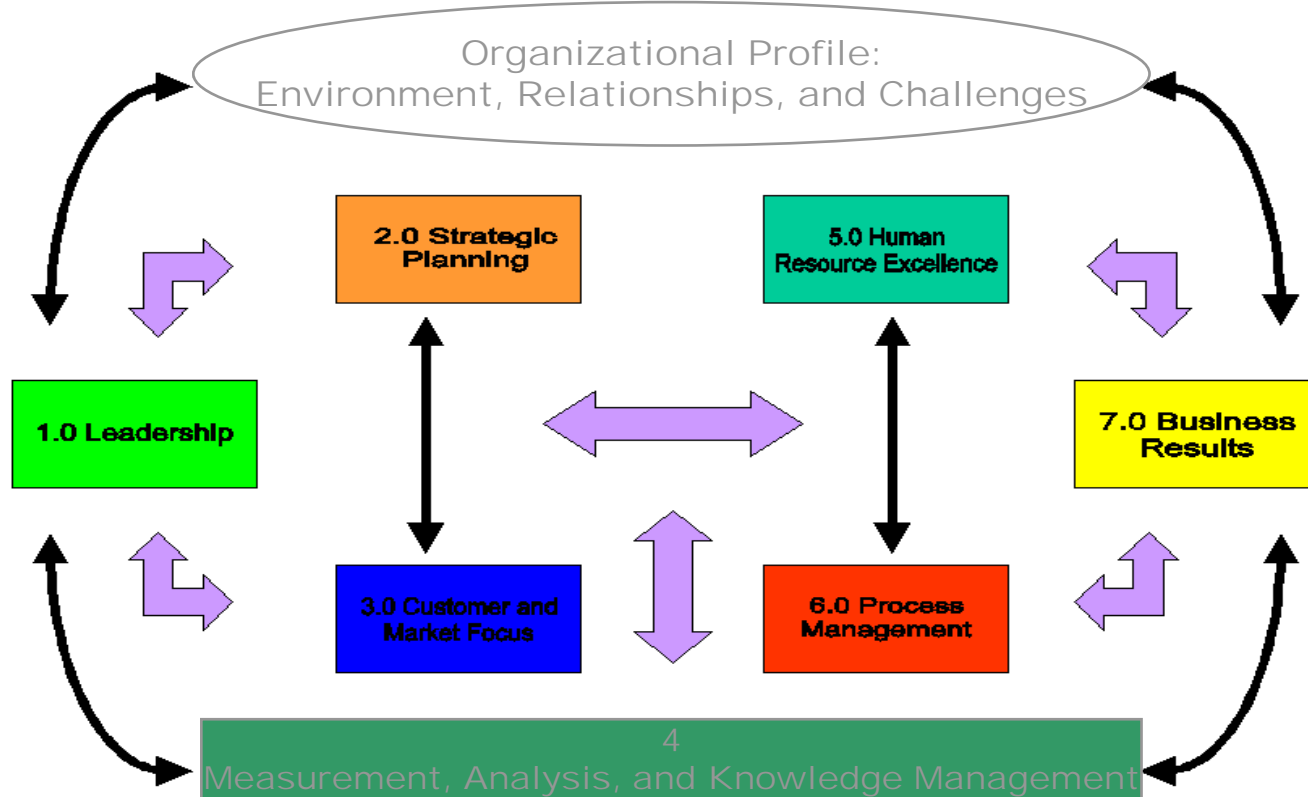 Organizational Profile:
Environment, Relationships, and Challenges
2.0 Strategic
Planning
5.0 Human
Resource Excellence
1.0 Leadership
7.0 Business
Results
3.0 Customer and
Market Focus
6.0 Process
Management
4
Measurement, Analysis, and Knowledge Management